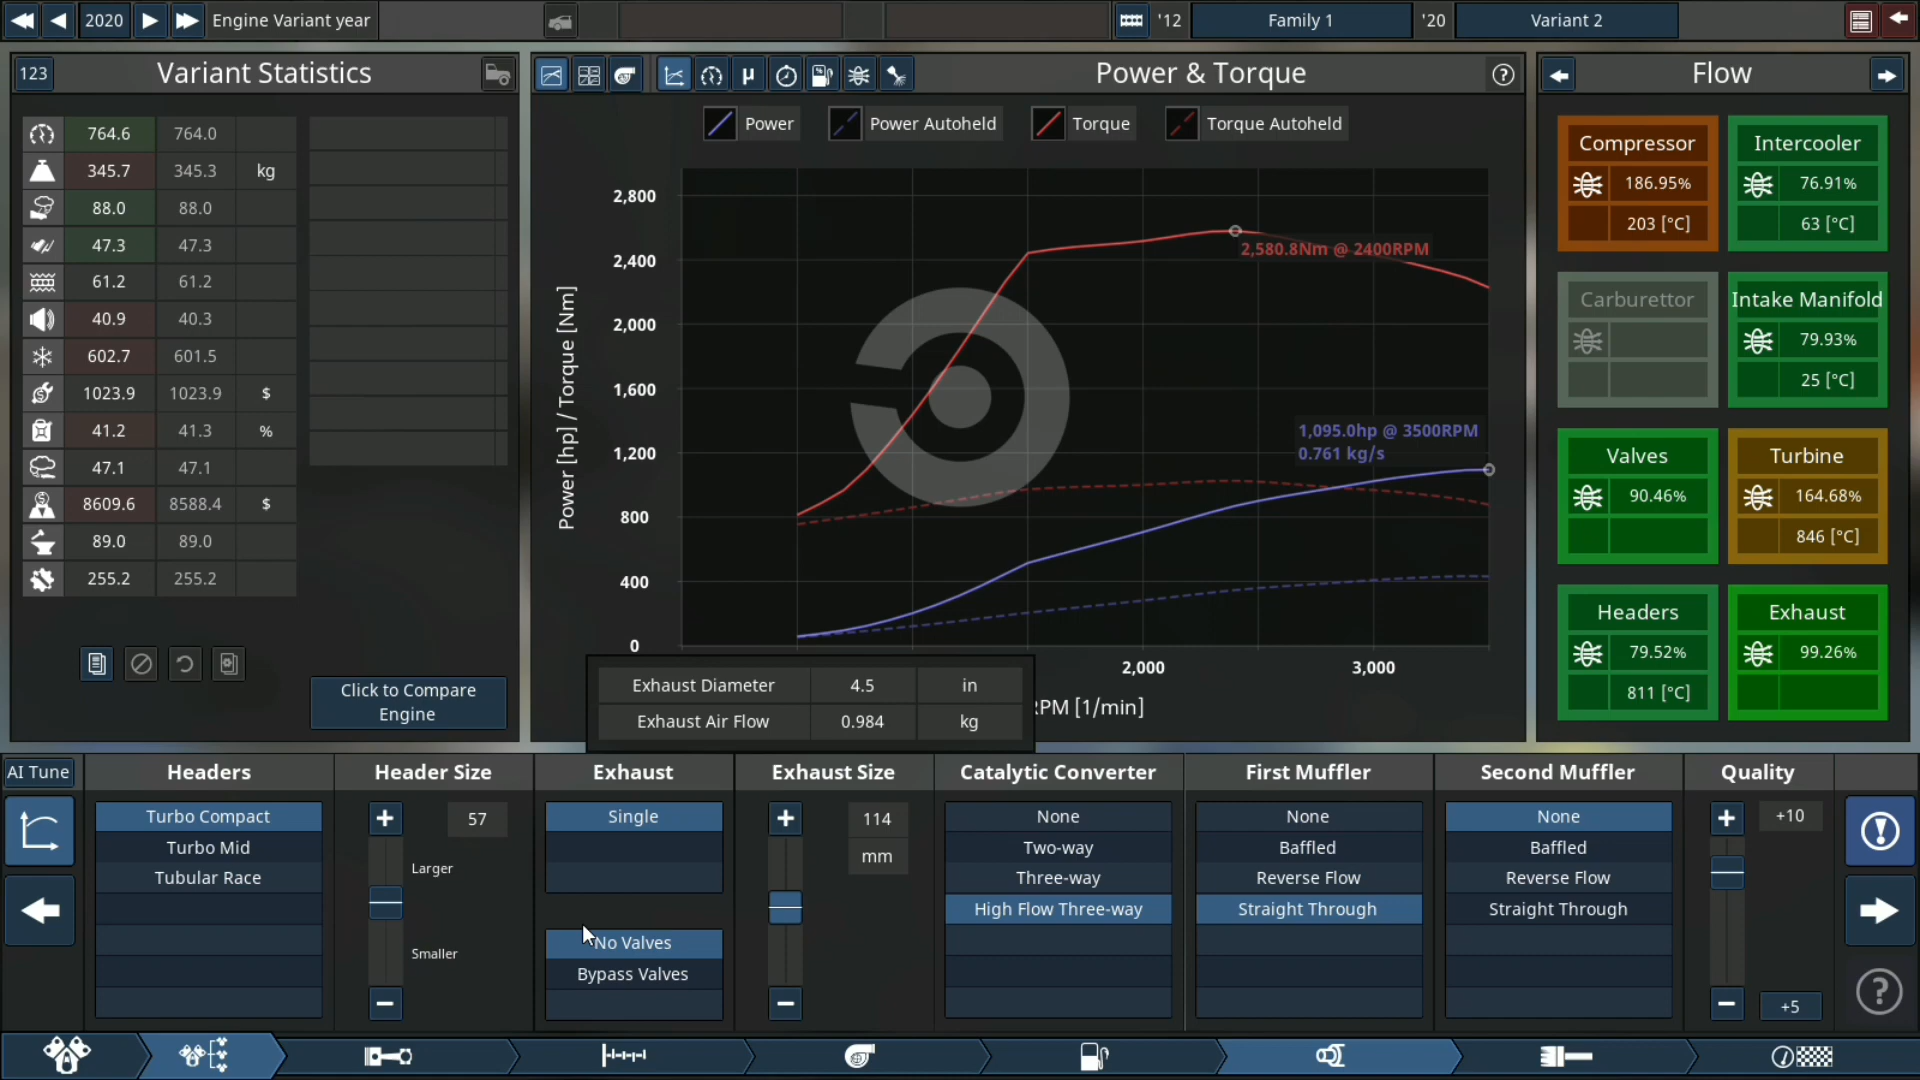 2020
Engine Variant year
'12
Family 1
'20
Variant 2
123
Variant Statistics
764.6 764.0
345.7 345.3 kg
88.0 88.0
47.3 47.3
61.2 61.2
40.9 40.3
602.7 601.5
1023.9 1023.9 $
41.2 41.3 %
47.1 47.1
8609.6 8588.4 $
89.0 89.0
255.2 255.2
Click to Compare
Engine
µ
Power & Torque
?
Power
Power Autoheld
Torque
Torque Autoheld
Power [hp] / Torque [Nm]
2,800
2,400
2,000
1,600
1,200
800
400
0
2,580.8Nm @ 2400RPM
1,095.0hp @ 3500RPM
0.761 kg/s
2,000
3,000
RPM [1/min]
Exhaust Diameter 4.5 in
Exhaust Air Flow 0.984 kg
Flow
Compressor
186.95%
203 [°C]
Intercooler
76.91%
63 [°C]
Carburettor
Intake Manifold
79.93%
25 [°C]
Valves
90.46%
Turbine
164.68%
846 [°C]
Headers
79.52%
811 [°C]
Exhaust
99.26%
AI Tune
Headers
Turbo Compact
Turbo Mid
Tubular Race
Header Size
57
Larger
Smaller
Exhaust
Single
No Valves
Bypass Valves
Exhaust Size
114
mm
Catalytic Converter
None
Two-way
Three-way
High Flow Three-way
First Muffler
None
Baffled
Reverse Flow
Straight Through
Second Muffler
None
Baffled
Reverse Flow
Straight Through
Quality
+10
+5
?